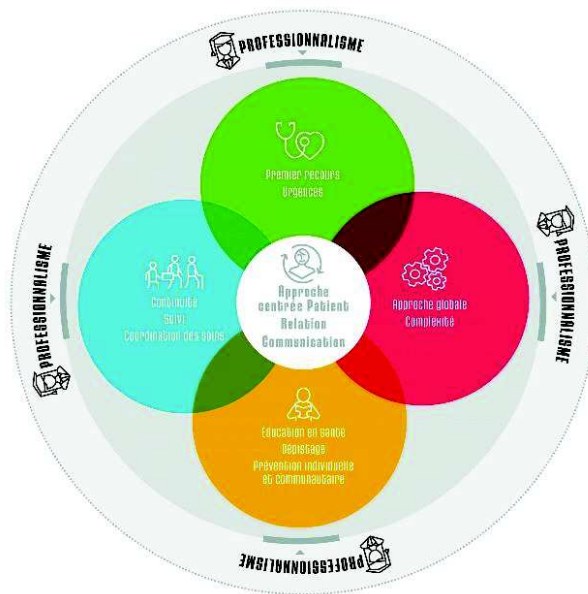 PROFESSIONNALISME
Premier recours
Urgences
PROFESSIONNALISME
Continuité
Suivi
Coordination des soins
Approche
centrée Patient
Relation
Communication
Approche globale
Complexité
PROFESSIONNALISME
Éducation en santé
Dépistage
Prévention individuelle
et communautaire
PROFESSIONNALISME